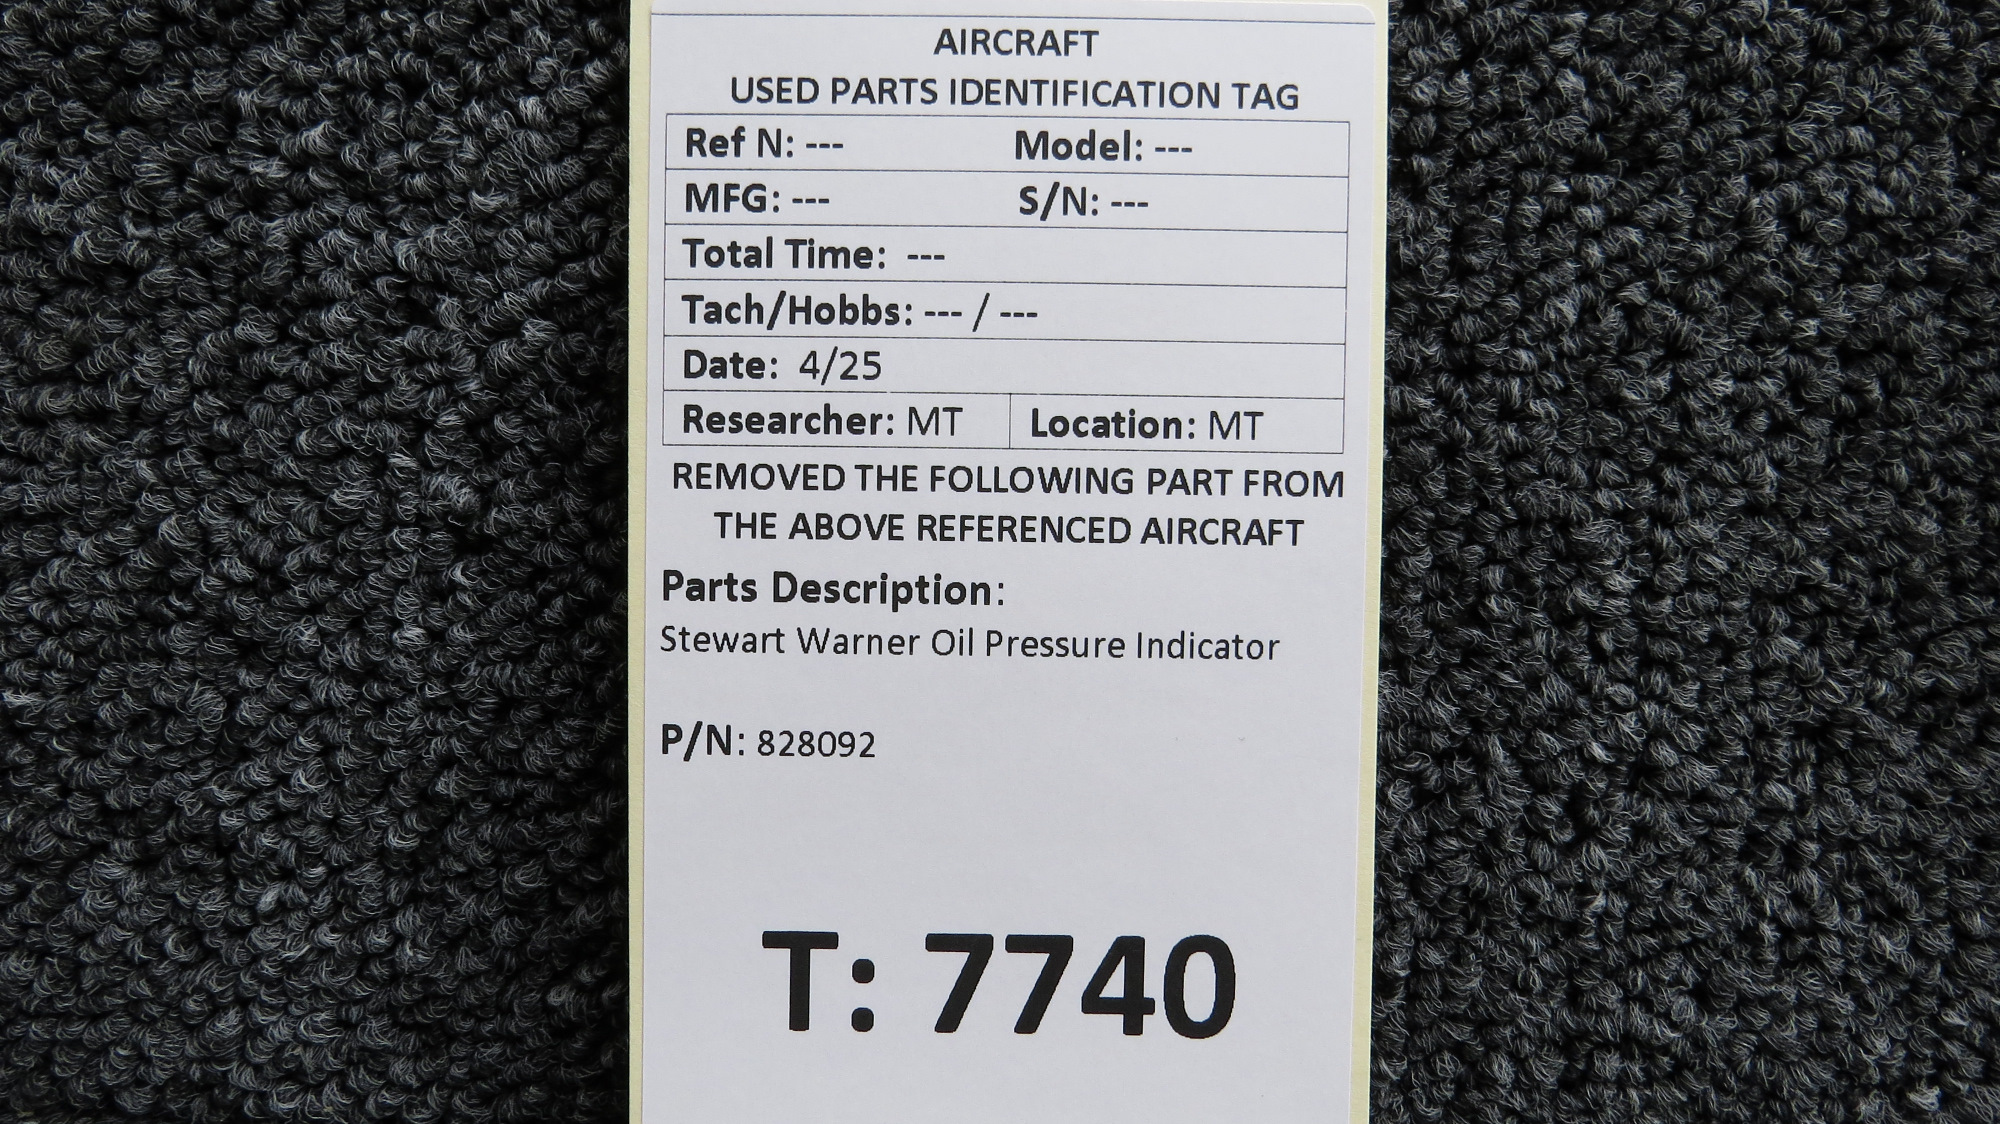 AIRCRAFT
USED PARTS IDENTIFICATION TAG
Ref N: --- Model: ---
MFG: --- S/N: ---
Total Time: ---
Tach/Hobbs: --- / ---
Date: 4/25
Researcher: MT Location: MT
REMOVED THE FOLLOWING PART FROM
THE ABOVE REFERENCED AIRCRAFT
Parts Description:
Stewart Warner Oil Pressure Indicator
P/N: 828092
T: 7740